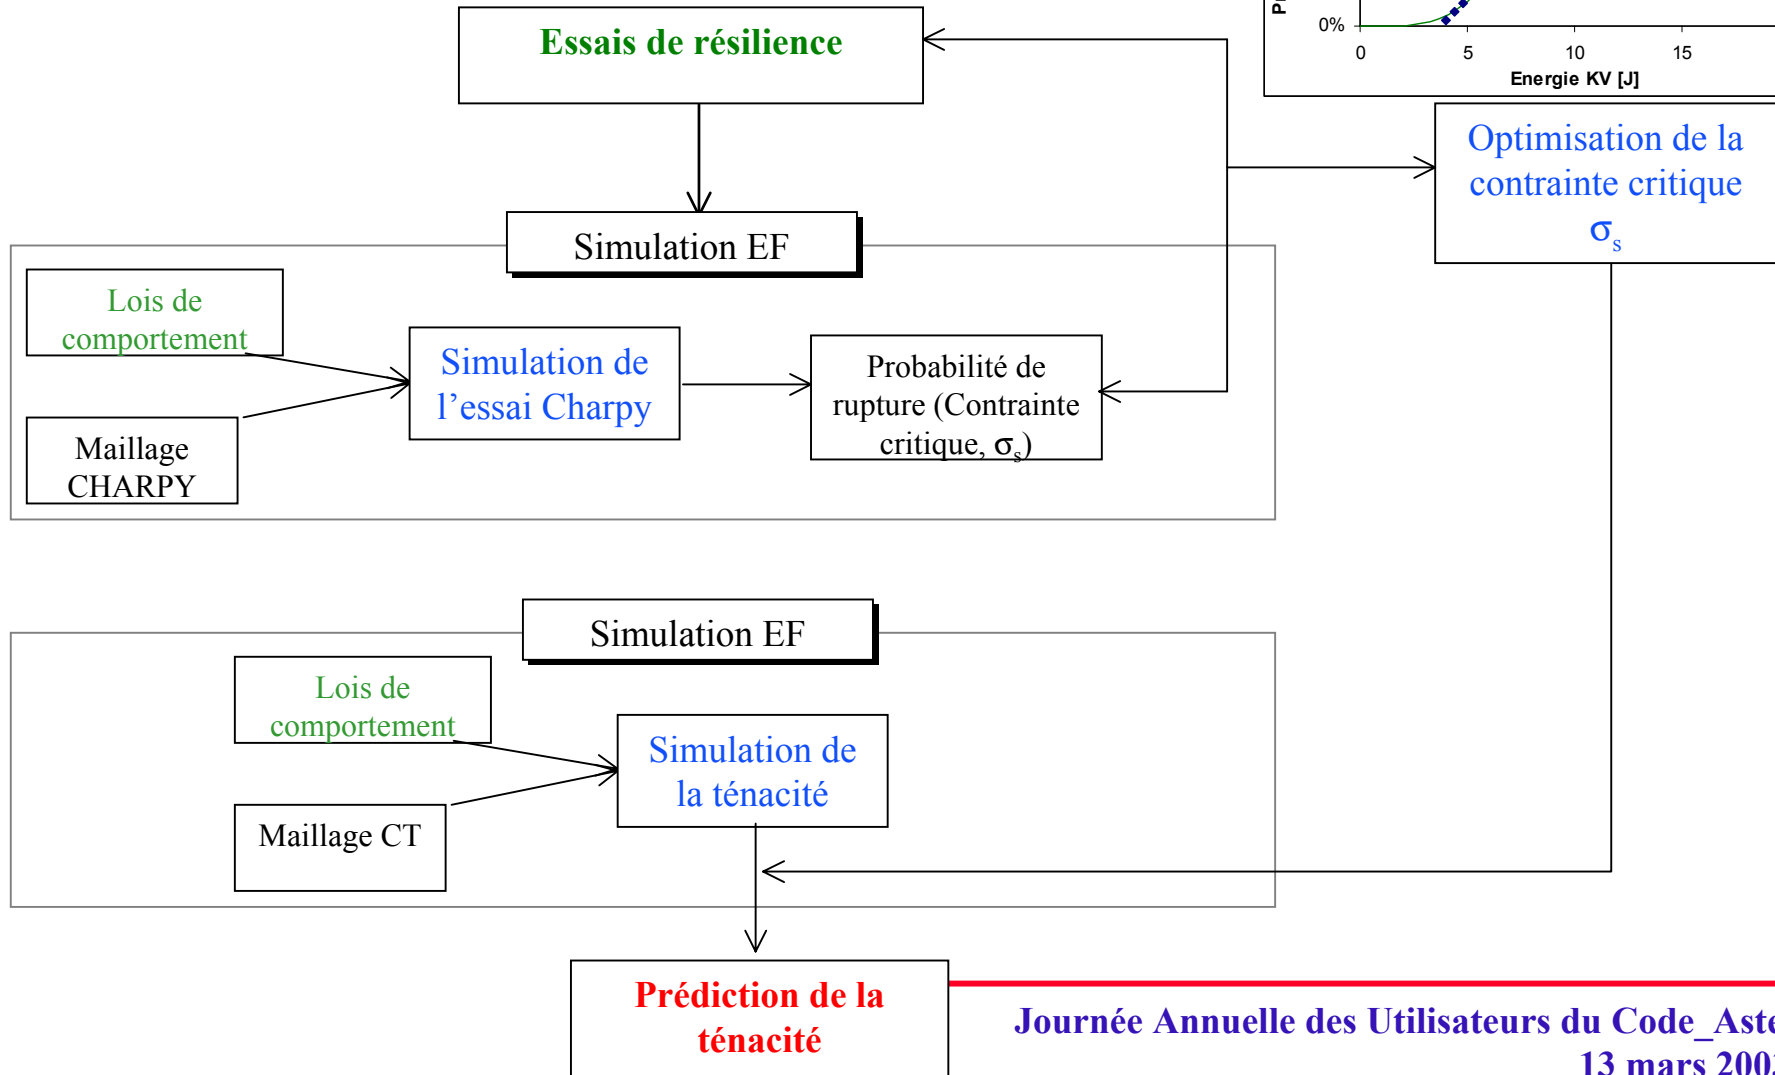 Essais de résilience
0%
0 5 10 15
Energie KV [J]
Optimisation de la
contrainte critique
σs
Simulation EF
Lois de
comportement
Maillage
CHARPY
Simulation de
l’essai Charpy
Probabilité de
rupture (Contrainte
critique, σs)
Simulation EF
Lois de
comportement
Maillage CT
Simulation de
la ténacité
Prédiction de la
ténacité
Journée Annuelle des Utilisateurs du Code_Aste
13 mars